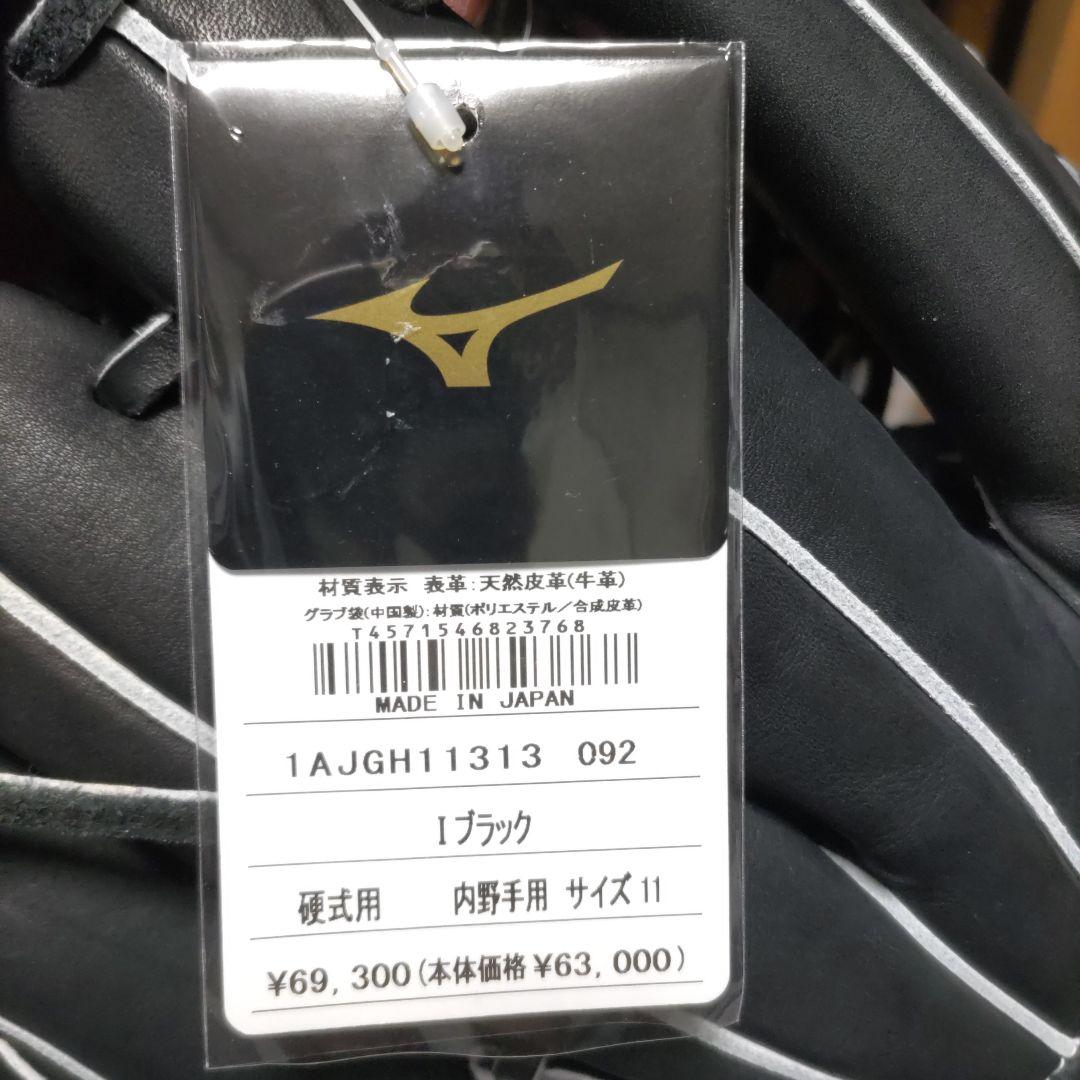 材質表示 表革:天然皮革(牛革)
グラブ袋(中国製):材質(ポリエステル/合成皮革)
T4571546823768
MADE IN JAPAN
1AJGH11313 092
Iブラック
硬式用 内野手用 サイズ11
¥69,300(本体価格¥63,000)